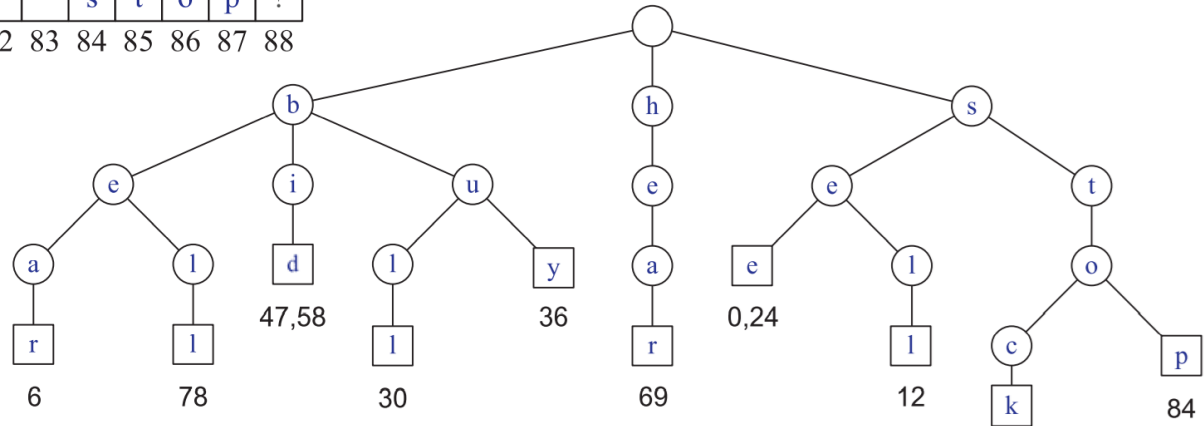 s t o p !
2 83 84 85 86 87 88
b h s
e i u e e t
a l d l y a e l o
47,58 36 0,24
r l l r l c p
6 78 30 69 12 k 84